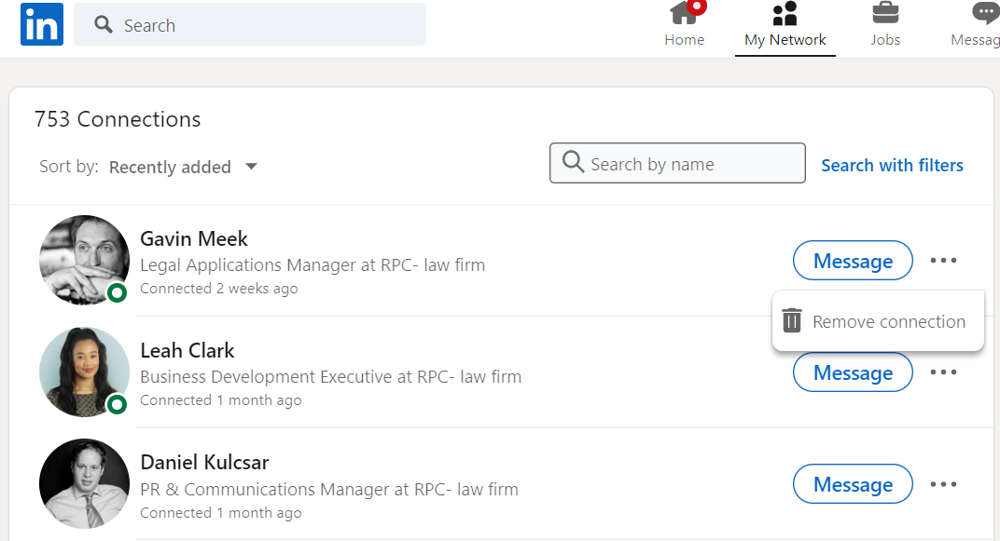 in Search
Home My Network Jobs Messag
753 Connections
Sort by: Recently added Search by name Search with filters
Gavin Meek
Legal Applications Manager at RPC- law firm
Connected 2 weeks ago
Message
Remove connection
Leah Clark
Business Development Executive at RPC- law firm
Connected 1 month ago
Message
Daniel Kulcsar
PR & Communications Manager at RPC- law firm
Connected 1 month ago
Message